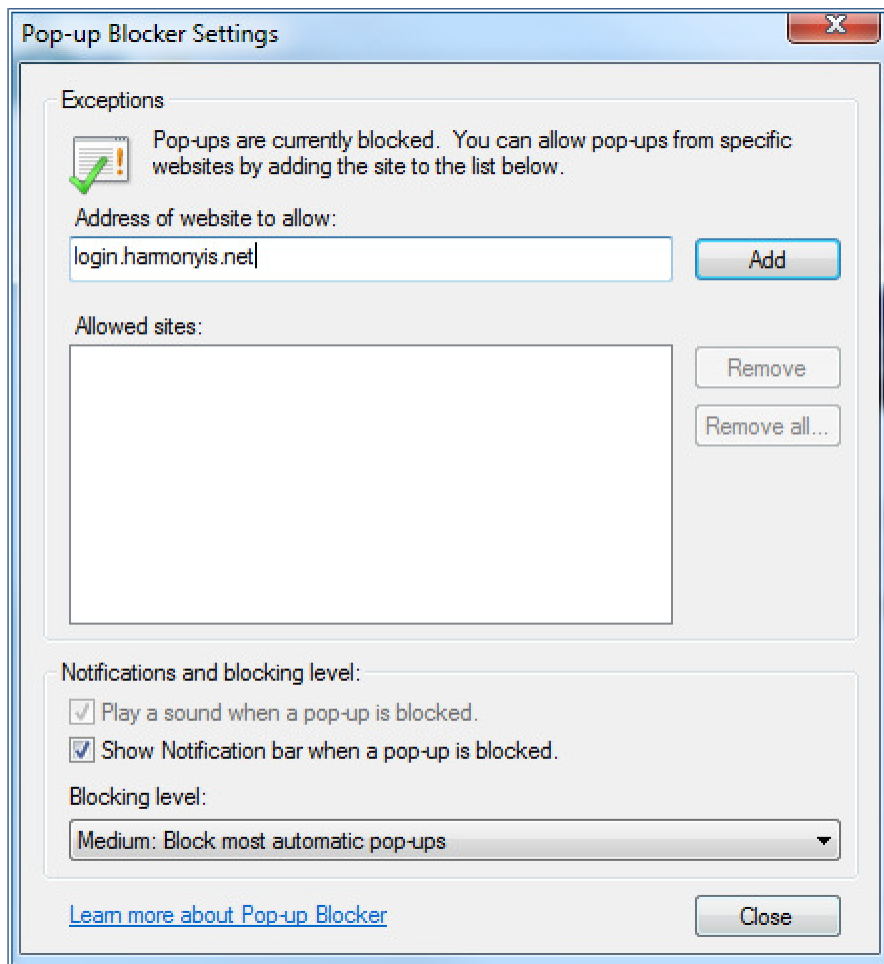 Pop-up Blocker Settings
Exceptions
Pop-ups are currently blocked.  You can allow pop-ups from specific
websites by adding the site to the list below.
Address of website to allow:
login.harmonyis.net
Add
Allowed sites:
Remove
Remove all...
Notifications and blocking level:
Play a sound when a pop-up is blocked.
Show Notification bar when a pop-up is blocked.
Blocking level:
Medium: Block most automatic pop-ups
Learn more about Pop-up Blocker
Close